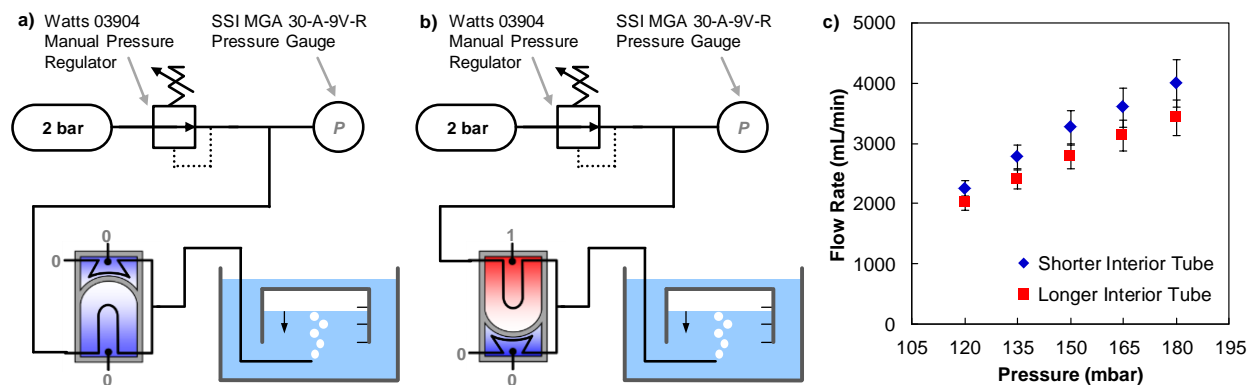 a) Watts 03904
Manual Pressure
Regulator
SSI MGA 30-A-9V-R
Pressure Gauge
2 bar
P
0
0
0
b) Watts 03904
Manual Pressure
Regulator
SSI MGA 30-A-9V-R
Pressure Gauge
2 bar
P
1
0
0
c)
Flow Rate (mL/min)
5000
4000
3000
2000
1000
0
Shorter Interior Tube
Longer Interior Tube
105 120 135 150 165 180 195
Pressure (mbar)